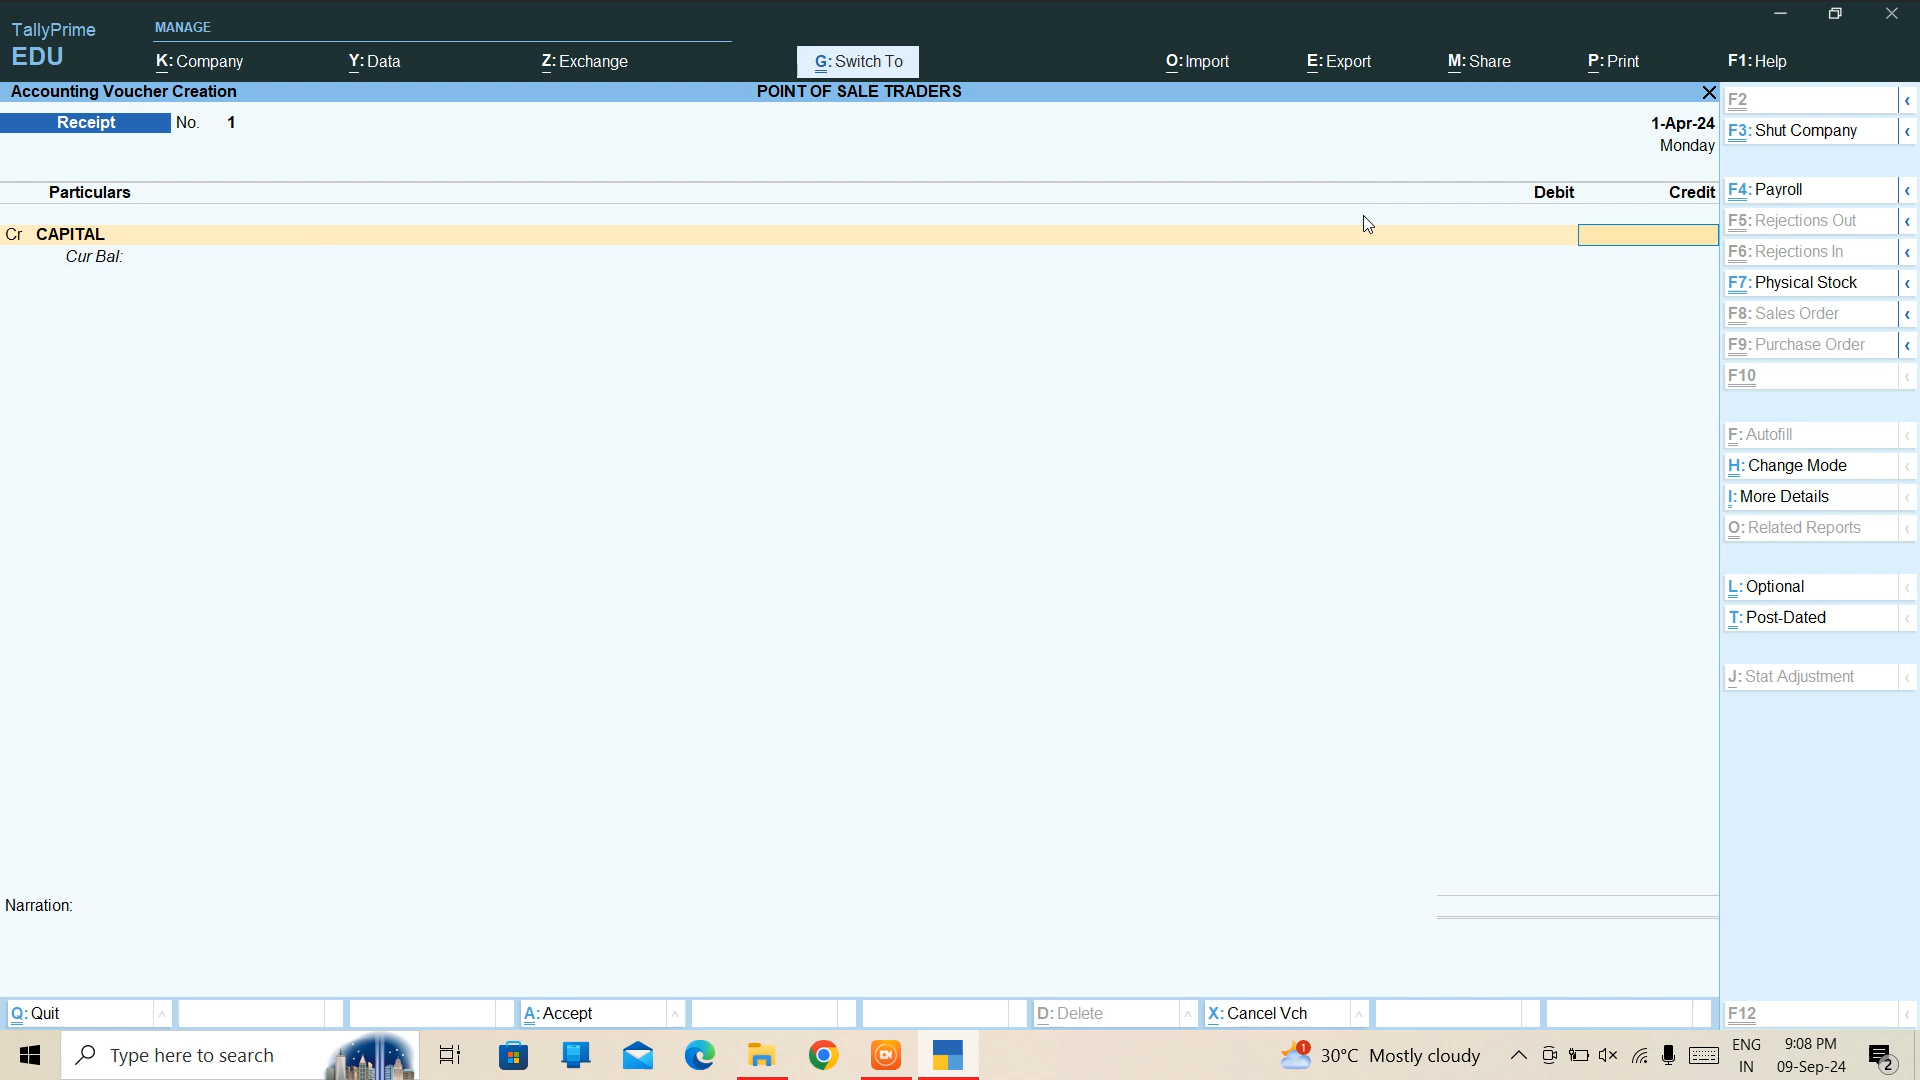 TallyPrime
EDU
MANAGE
K: Company
Y: Data
Z: Exchange
G: Switch To
O: Import
E: Export
M: Share
P: Print
F1: Help
Accounting Voucher Creation
POINT OF SALE TRADERS
Receipt No. 1
1-Apr-24
Monday
Particulars
Debit
Credit
Cr CAPITAL
Cur Bal:
Narration:
F2
F3: Shut Company
F4: Payroll
F5: Rejections Out
F6: Rejections In
F7: Physical Stock
F8: Sales Order
F9: Purchase Order
F10
F: Autofill
H: Change Mode
I: More Details
O: Related Reports
L: Optional
T: Post-Dated
J: Stat Adjustment
F12
Q: Quit
A: Accept
D: Delete
X: Cancel Vch
Type here to search
1
30°C Mostly cloudy
ENG
IN
9:08 PM
09-Sep-24
2